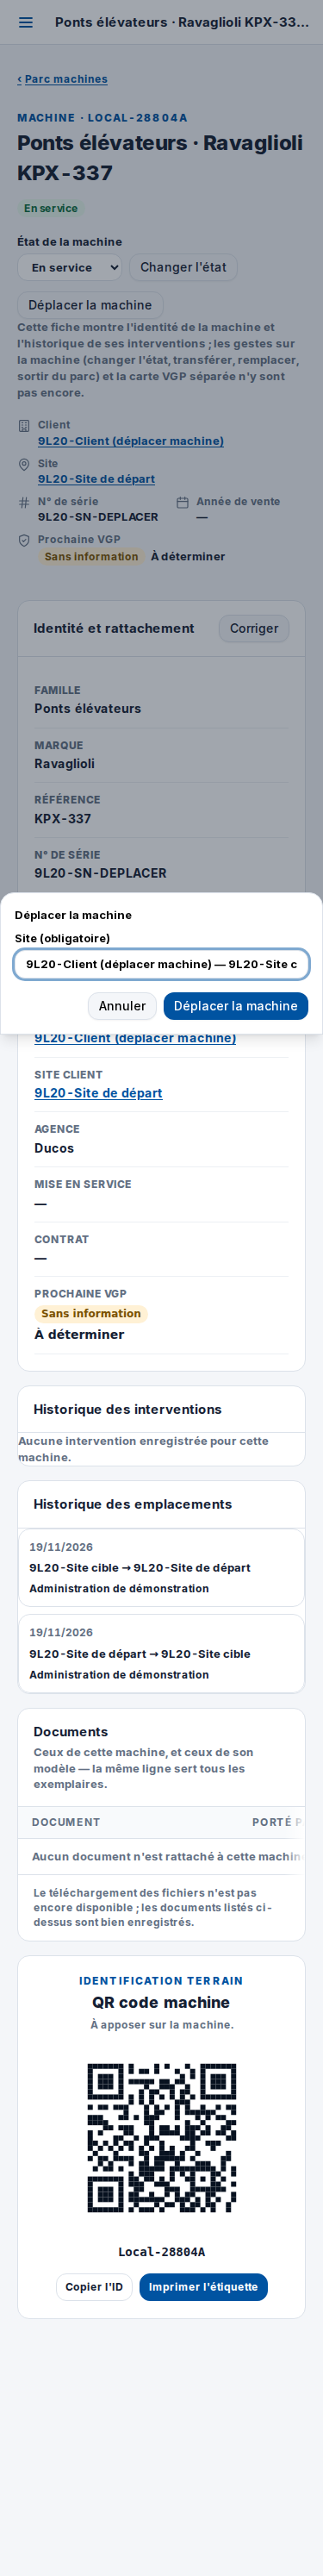 Ponts élévateurs · Ravaglioli KPX-33...
‹ Parc machines
MACHINE · LOCAL-28804A
Ponts élévateurs · Ravaglioli
KPX-337
En service
État de la machine
En service
Changer l'état
Déplacer la machine
Cette fiche montre l'identité de la machine et
l'historique de ses interventions ; les gestes sur
la machine (changer l'état, transférer, remplacer,
sortir du parc) et la carte VGP séparée n'y sont
pas encore.
Client
9L20-Client (déplacer machine)
Site
9L20-Site de départ
N° de série
9L20-SN-DEPLACER
Année de vente
—
Prochaine VGP
Sans information À déterminer
Identité et rattachement
Corriger
FAMILLE
Ponts élévateurs
MARQUE
Ravaglioli
RÉFÉRENCE
KPX-337
N° DE SÉRIE
9L20-SN-DEPLACER
Déplacer la machine
Site (obligatoire)
9L20-Client (déplacer machine) — 9L20-Site c
Annuler
Déplacer la machine
9L20-Client (déplacer machine)
SITE CLIENT
9L20-Site de départ
AGENCE
Ducos
MISE EN SERVICE
—
CONTRAT
—
PROCHAINE VGP
Sans information
À déterminer
Historique des interventions
Aucune intervention enregistrée pour cette
machine.
Historique des emplacements
19/11/2026
9L20-Site cible → 9L20-Site de départ
Administration de démonstration
19/11/2026
9L20-Site de départ → 9L20-Site cible
Administration de démonstration
Documents
Ceux de cette machine, et ceux de son
modèle — la même ligne sert tous les
exemplaires.
DOCUMENT
PORTÉ P
Aucun document n'est rattaché à cette machine
Le téléchargement des fichiers n'est pas
encore disponible ; les documents listés ci-
dessus sont bien enregistrés.
IDENTIFICATION TERRAIN
QR code machine
À apposer sur la machine.
Local-28804A
Copier l'ID
Imprimer l'étiquette